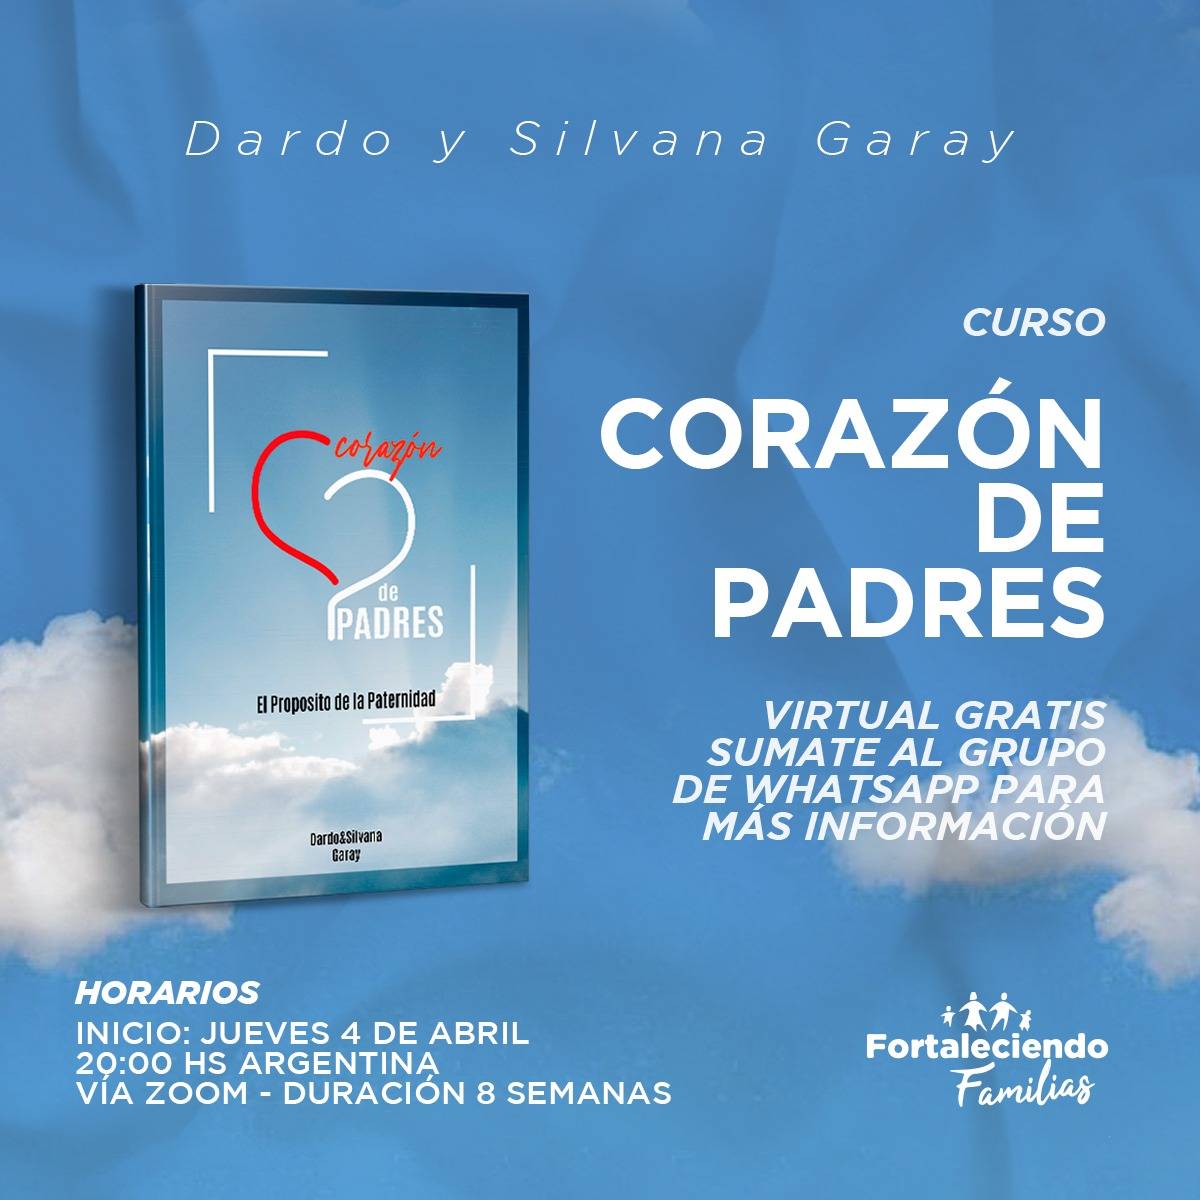 Dardo y Silvana Garay
corazón
de
PADRES
El Proposito de la Paternidad
Dardo&Silvana
Garay
CURSO
CORAZÓN
DE
PADRES
VIRTUAL GRATIS
SUMATE AL GRUPO
DE WHATSAPP PARA
MÁS INFORMACIÓN
HORARIOS
INICIO: JUEVES 4 DE ABRIL
20:00 HS ARGENTINA
VÍA ZOOM - DURACIÓN 8 SEMANAS
Fortaleciendo
Familias